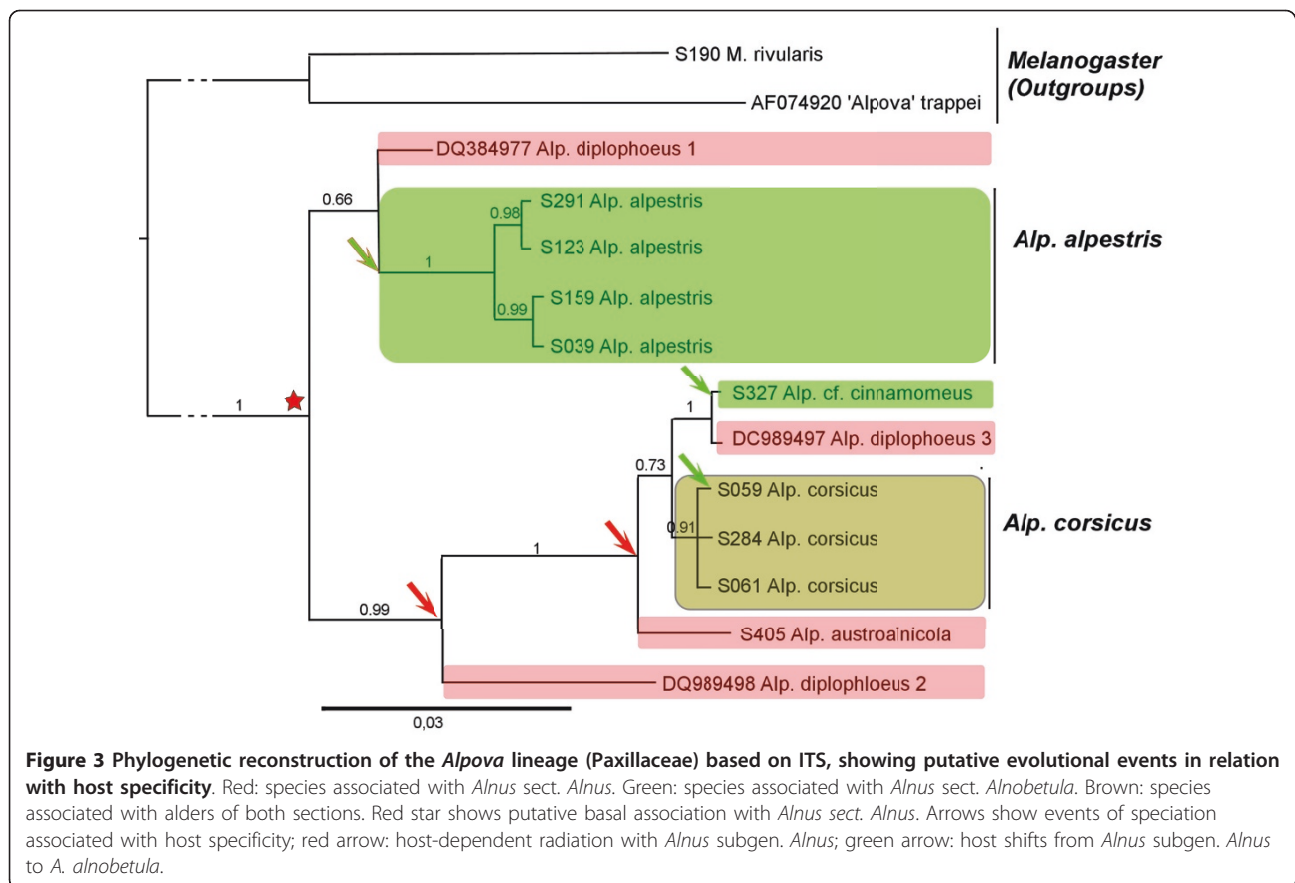 S190 M. rivularis
Melanogaster
(Outgroups)
AF074920 'Alpova' trappei
DQ384977 Alp. diplophoeus 1
0.66
S291 Alp. alpestris
0.98
S123 Alp. alpestris
Alp. alpestris
1
S159 Alp. alpestris
0.99
S039 Alp. alpestris
S327 Alp. cf. cinnamomeus
1
1
DC989497 Alp. diplophoeus 3
0.73
S059 Alp. corsicus
Alp. corsicus
0.91
S284 Alp. corsicus
1
S061 Alp. corsicus
0.99
S405 Alp. austroalnicola
DQ989498 Alp. diplophloeus 2
0,03
Figure 3 Phylogenetic reconstruction of the Alpova lineage (Paxillaceae) based on ITS, showing putative evolutional events in relation
with host specificity. Red: species associated with Alnus sect. Alnus. Green: species associated with Alnus sect. Alnobetula. Brown: species
associated with alders of both sections. Red star shows putative basal association with Alnus sect. Alnus. Arrows show events of speciation
associated with host specificity; red arrow: host-dependent radiation with Alnus subgen. Alnus; green arrow: host shifts from Alnus subgen. Alnus
to A. alnobetula.